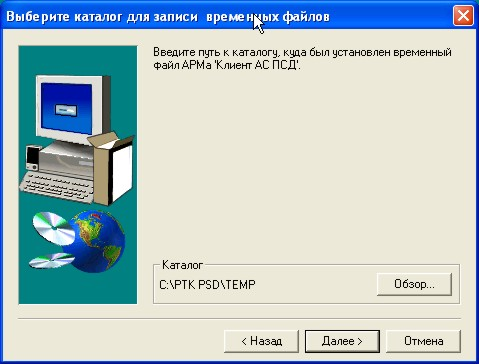 Выберите каталог для записи временных файлов
Введите путь к каталогу, куда был установлен временный
файл АРМа 'Клиент АС ПСД'.
Каталог
C:\PTK PSD\TEMP
Обзор...
< Назад
Далее >
Отмена